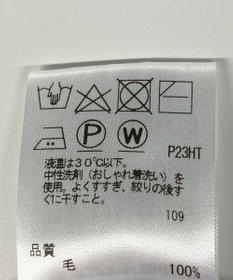 P
W
P23HT
液温は30℃以下。
中性洗剤(おしゃれ着洗い)を
使用。よくすすぎ、絞りの後す
ぐに干すこと。
109
品質
毛 100%